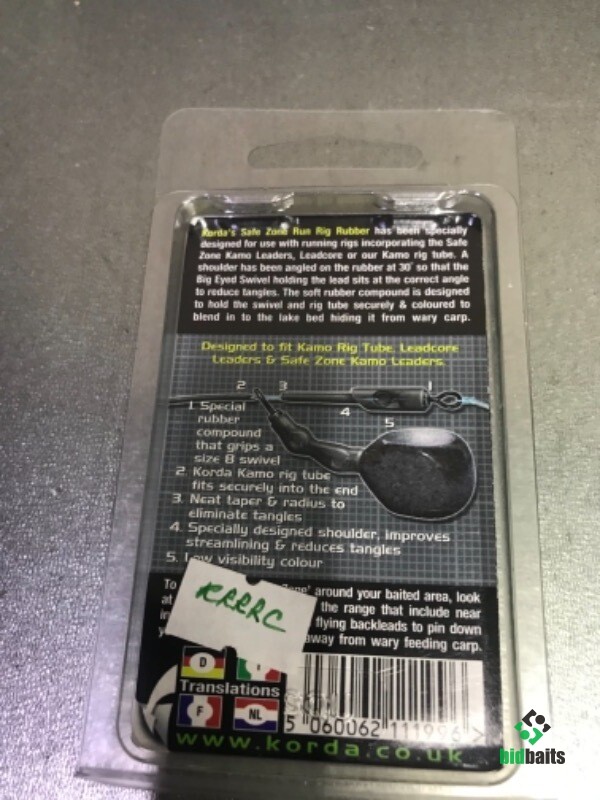 Korda's Safe Zone Run Rig Rubber has been specially
designed for use with running rigs incorporating the Safe
Zone Kamo Leaders, Leadcore or our Kamo rig tube. A
shoulder has been angled on the rubber at 30° so that the
Big Eyed Swivel holding the lead sits at the correct angle
to reduce tangles. The soft rubber compound is designed
to hold the swivel and rig tube securely & coloured to
blend in to the lake bed hiding it from wary carp.
Designed to fit Kamo Rig Tube, Leadcore
Leaders & Safe Zone Kamo Leaders.
2 3 1
4
5
1. Special
rubber
compound
that grips a
size 8 swivel
2. Korda Kamo rig tube
fits securely into the end
3. Neat taper & radius to
eliminate tangles
4. Specially designed shoulder, improves
streamlining & reduces tangles
5. Low visibility colour
To Zone' around your baited area, look
at the range that include near
flying backleads to pin down
away from wary feeding carp.
KRRRC
D I
Translations
F NL
5 060062 111996 >
www.korda.co.uk
bidbaits